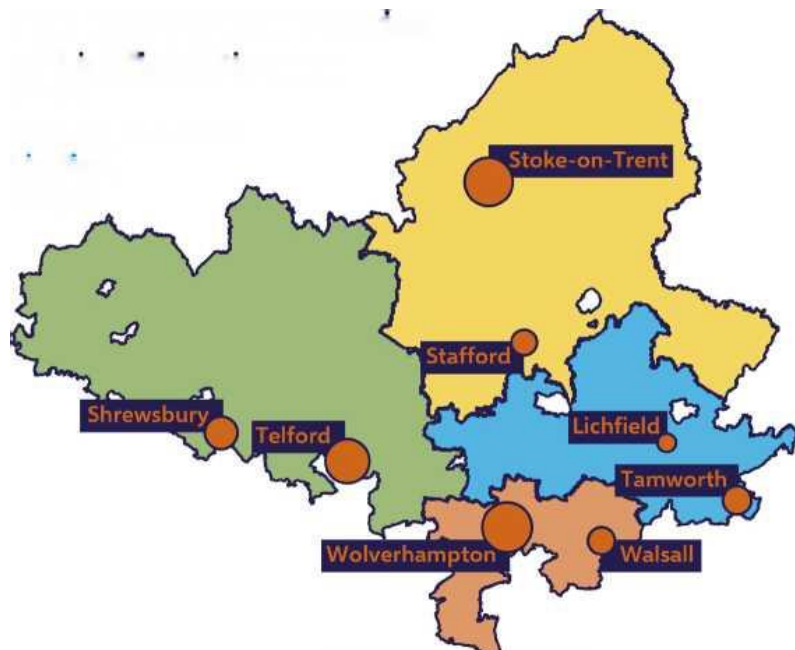 Stoke-on-Trent
Stafford
Shrewsbury
Telford
Lichfield
Tamworth
Wolverhampton
Walsall